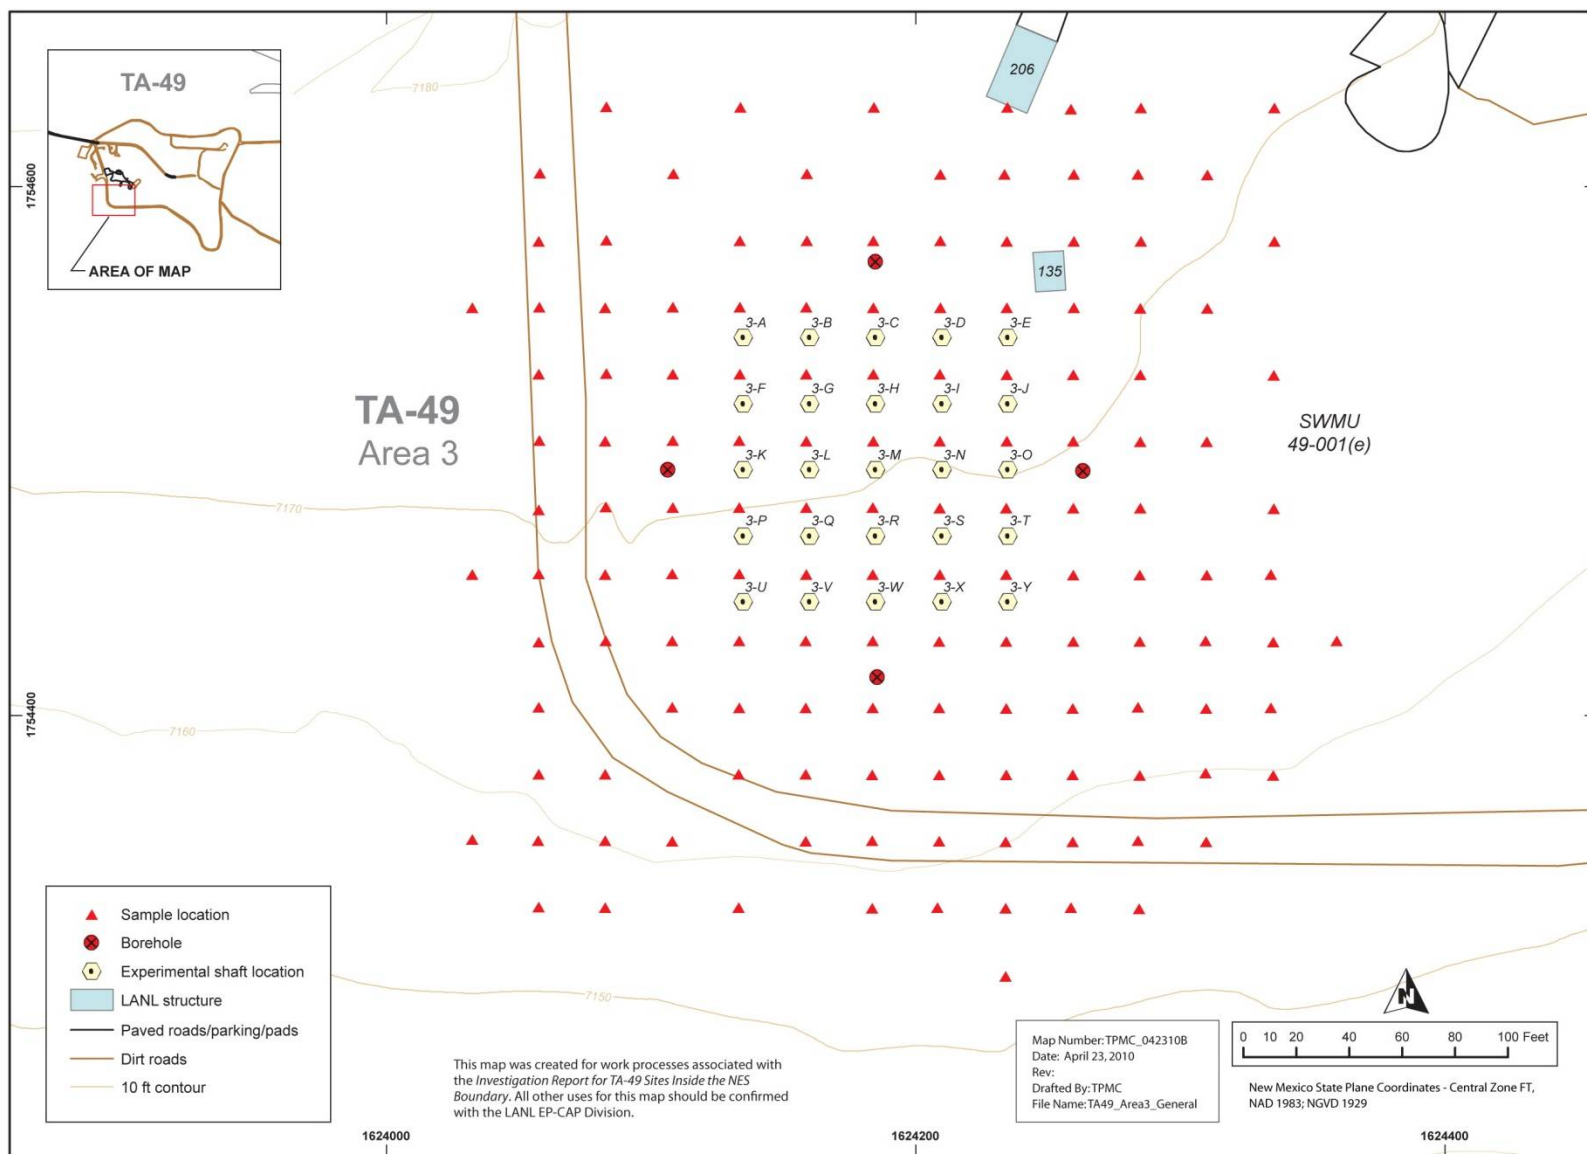 TA-49
AREA OF MAP
7180
206
1754600
135
3-A 3-B 3-C 3-D 3-E
3-F 3-G 3-H 3-I 3-J
TA-49
Area 3
SWMU
49-001(e)
3-K 3-L 3-M 3-N 3-O
7170
3-P 3-Q 3-R 3-S 3-T
3-U 3-V 3-W 3-X 3-Y
1754400
7160
7150
Sample location
Borehole
Experimental shaft location
LANL structure
Paved roads/parking/pads
Dirt roads
10 ft contour
This map was created for work processes associated with
the Investigation Report for TA-49 Sites Inside the NES
Boundary. All other uses for this map should be confirmed
with the LANL EP-CAP Division.
Map Number: TPMC_042310B
Date: April 23, 2010
Rev:
Drafted By: TPMC
File Name: TA49_Area3_General
N
0 10 20 40 60 80 100 Feet
New Mexico State Plane Coordinates - Central Zone FT,
NAD 1983; NGVD 1929
1624000 1624200 1624400